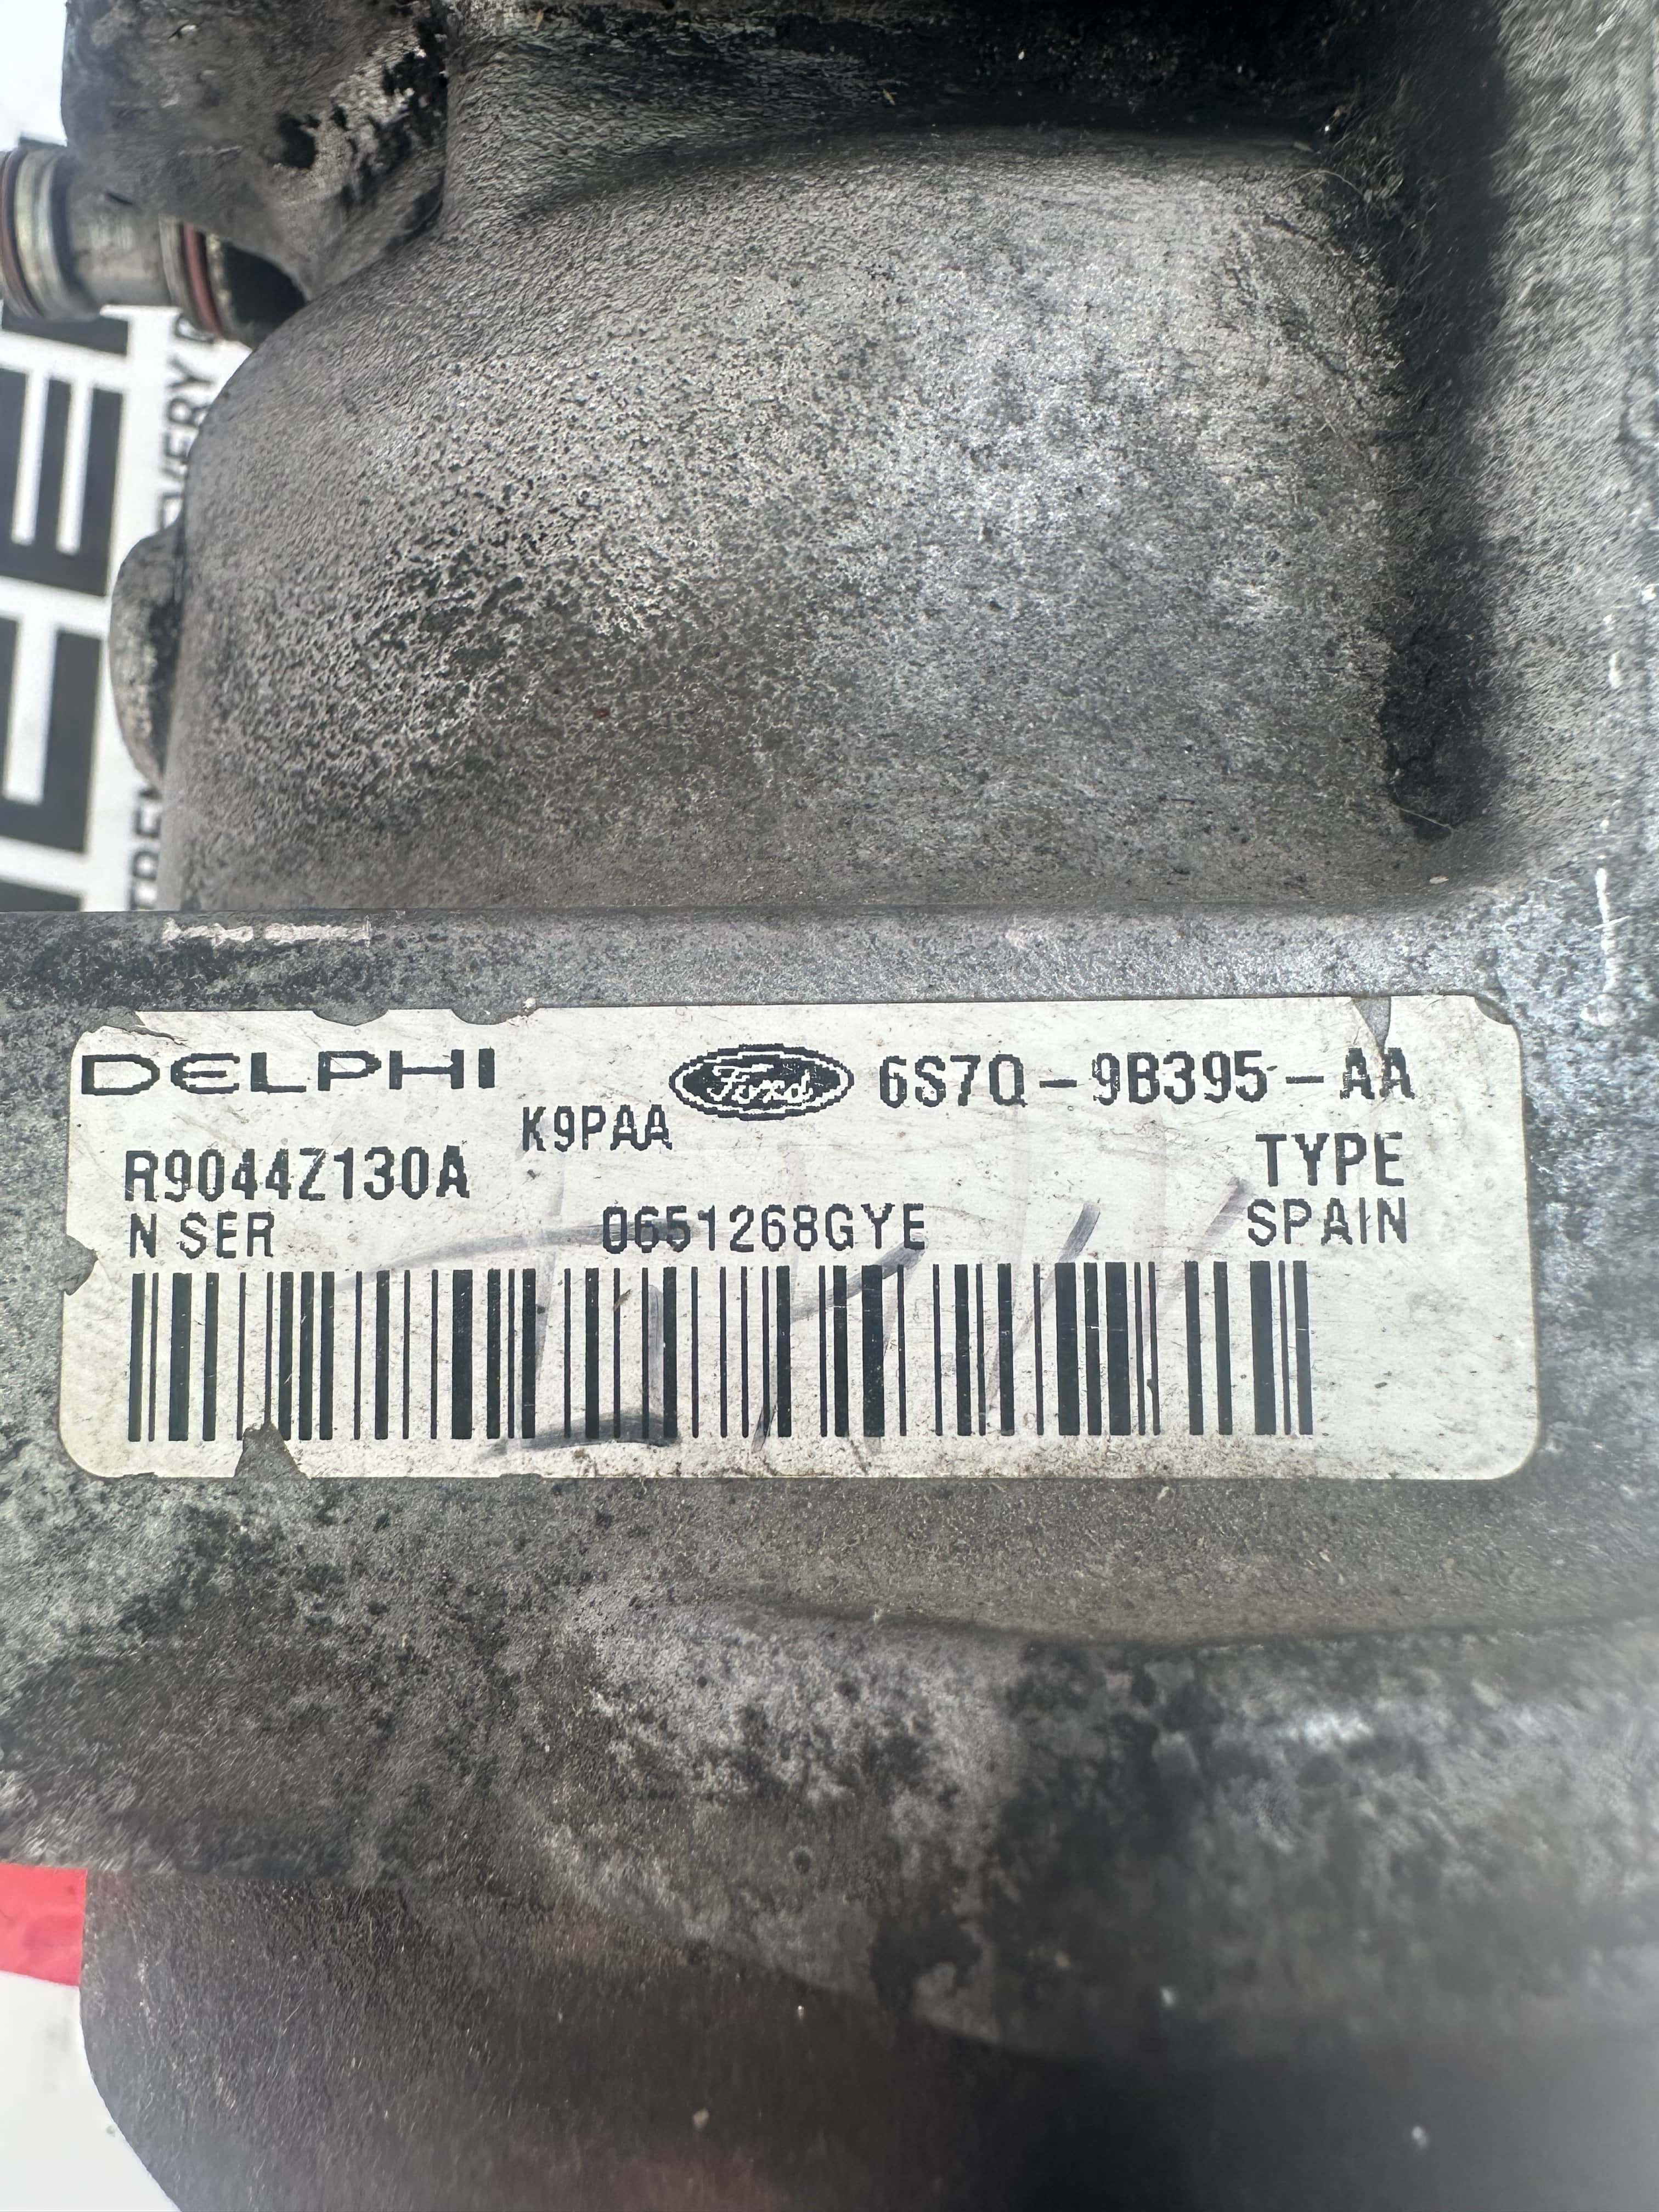 DELPHI Ford 6S7Q-9B395-AA
K9PAA
R9044Z130A TYPE
N SER 0651268GYE SPAIN